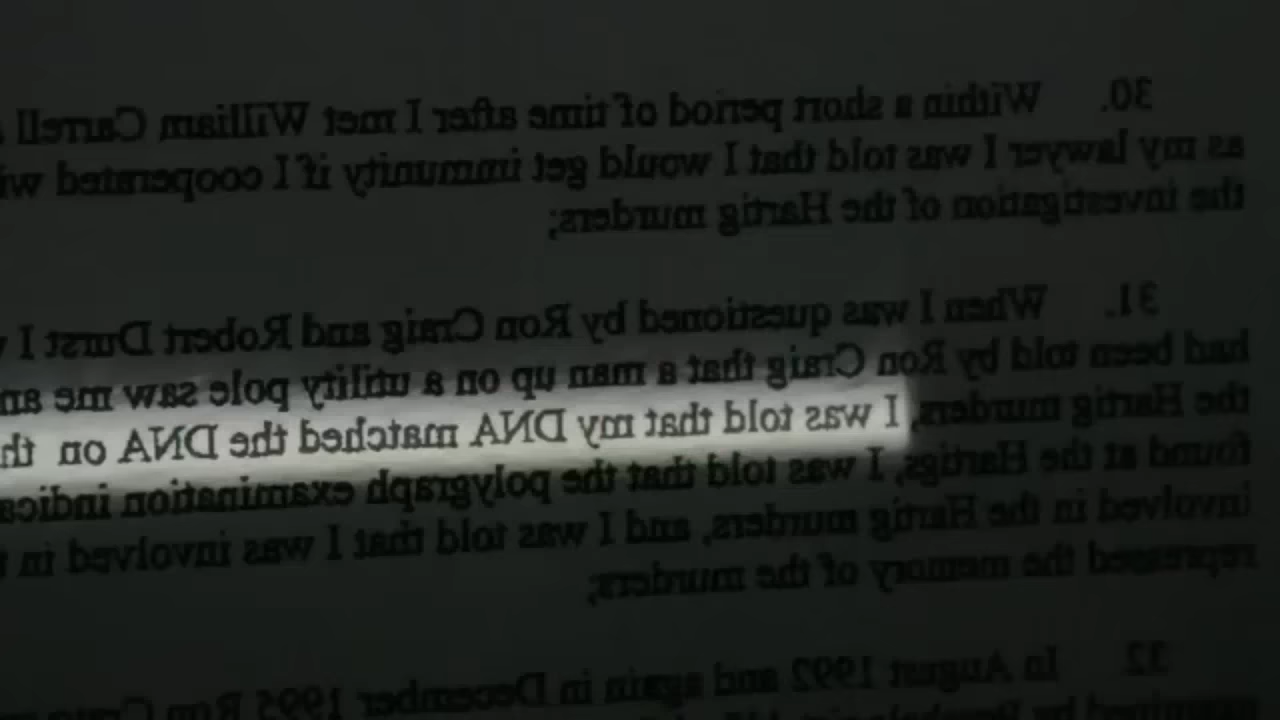 30. Within a short period of time after I met William Carrell
as my lawyer I was told that I would get immunity if I cooperated
the investigation of the Hartig murders;
31. When I was questioned by Ron Craig and Robert Durst I
had been told by Ron Craig that a man up on a utility pole saw me
the Hartig murders, I was told that my DNA matched the DNA on
found at the Hartigs, I was told that the polygraph examination
involved in the Hartig murders, and I was told that I was involved in
repressed the memory of the murders;
32. In August 1992 and again in December 1995 Ron